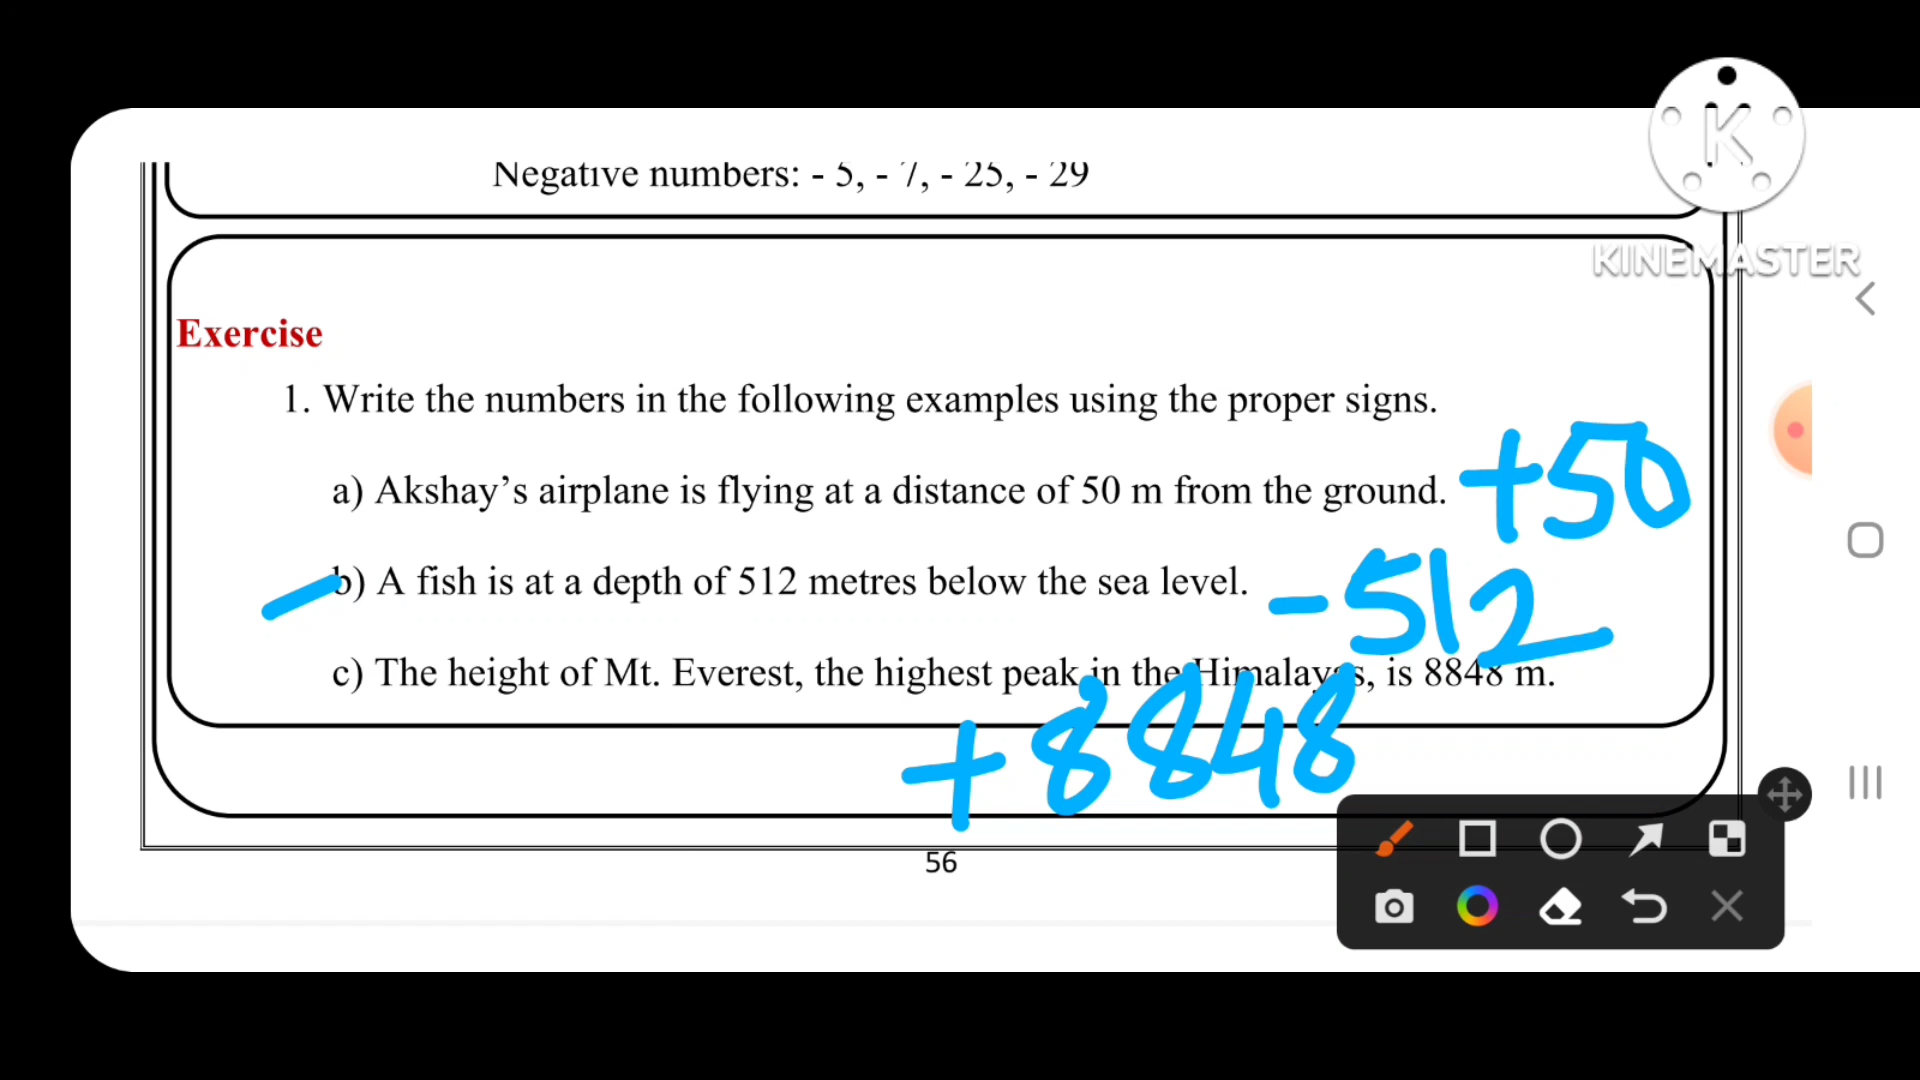 Negative numbers: - 5, - 7, - 25, - 29
K
KINEMASTER
Exercise
1. Write the numbers in the following examples using the proper signs.
a) Akshay’s airplane is flying at a distance of 50 m from the ground. +50
b) A fish is at a depth of 512 metres below the sea level. -512
c) The height of Mt. Everest, the highest peak in the Himalayas, is 8848 m.
+8848
56